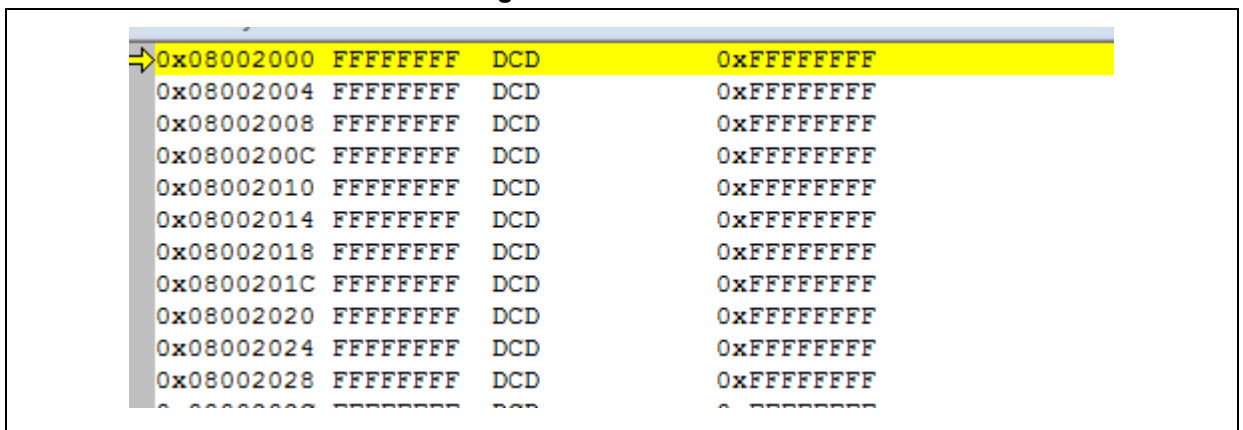 0x08002000 FFFFFFFF DCD 0xFFFFFFFF
0x08002004 FFFFFFFF DCD 0xFFFFFFFF
0x08002008 FFFFFFFF DCD 0xFFFFFFFF
0x0800200C FFFFFFFF DCD 0xFFFFFFFF
0x08002010 FFFFFFFF DCD 0xFFFFFFFF
0x08002014 FFFFFFFF DCD 0xFFFFFFFF
0x08002018 FFFFFFFF DCD 0xFFFFFFFF
0x0800201C FFFFFFFF DCD 0xFFFFFFFF
0x08002020 FFFFFFFF DCD 0xFFFFFFFF
0x08002024 FFFFFFFF DCD 0xFFFFFFFF
0x08002028 FFFFFFFF DCD 0xFFFFFFFF